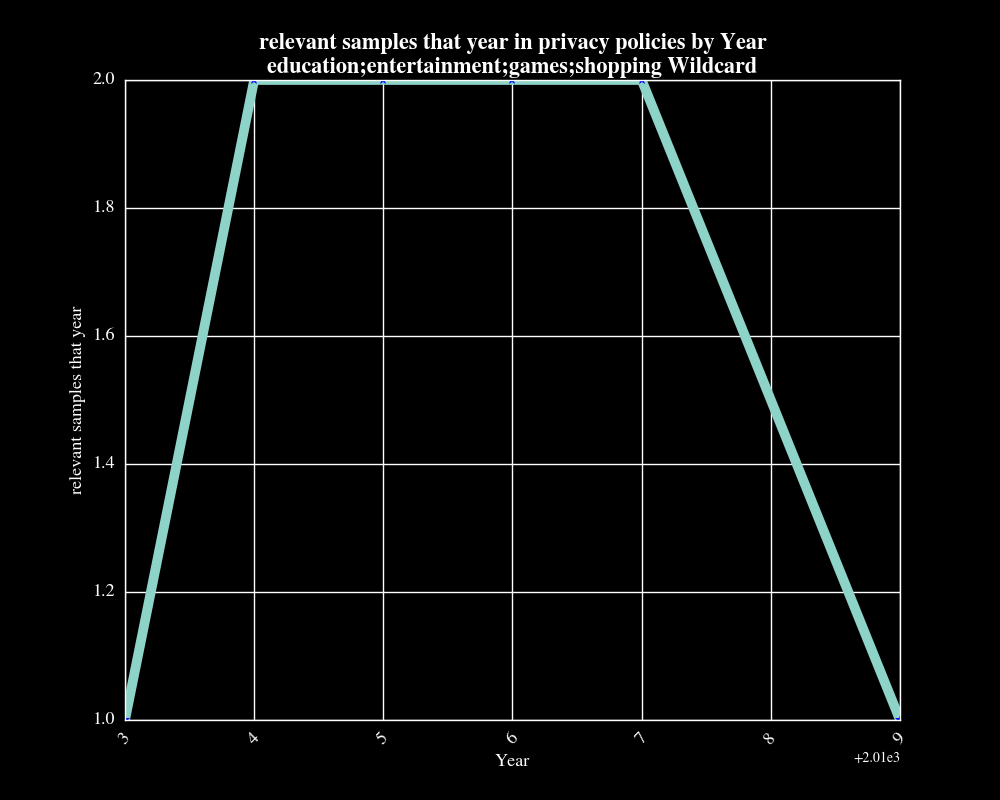 relevant samples that year in privacy policies by Year
education;entertainment;games;shopping Wildcard
2.0
1.8
1.6
1.4
1.2
1.0
relevant samples that year
3 4 5 6 7 8 9
+2.01e3
Year